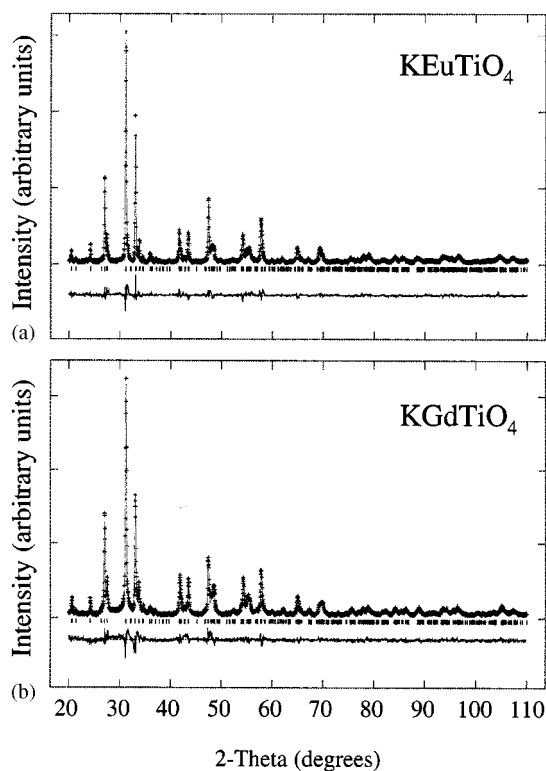 KEuTiO₄
Intensity (arbitrary units)
(a)
KGdTiO₄
Intensity (arbitrary units)
(b)
20 30 40 50 60 70 80 90 100 110
2-Theta (degrees)